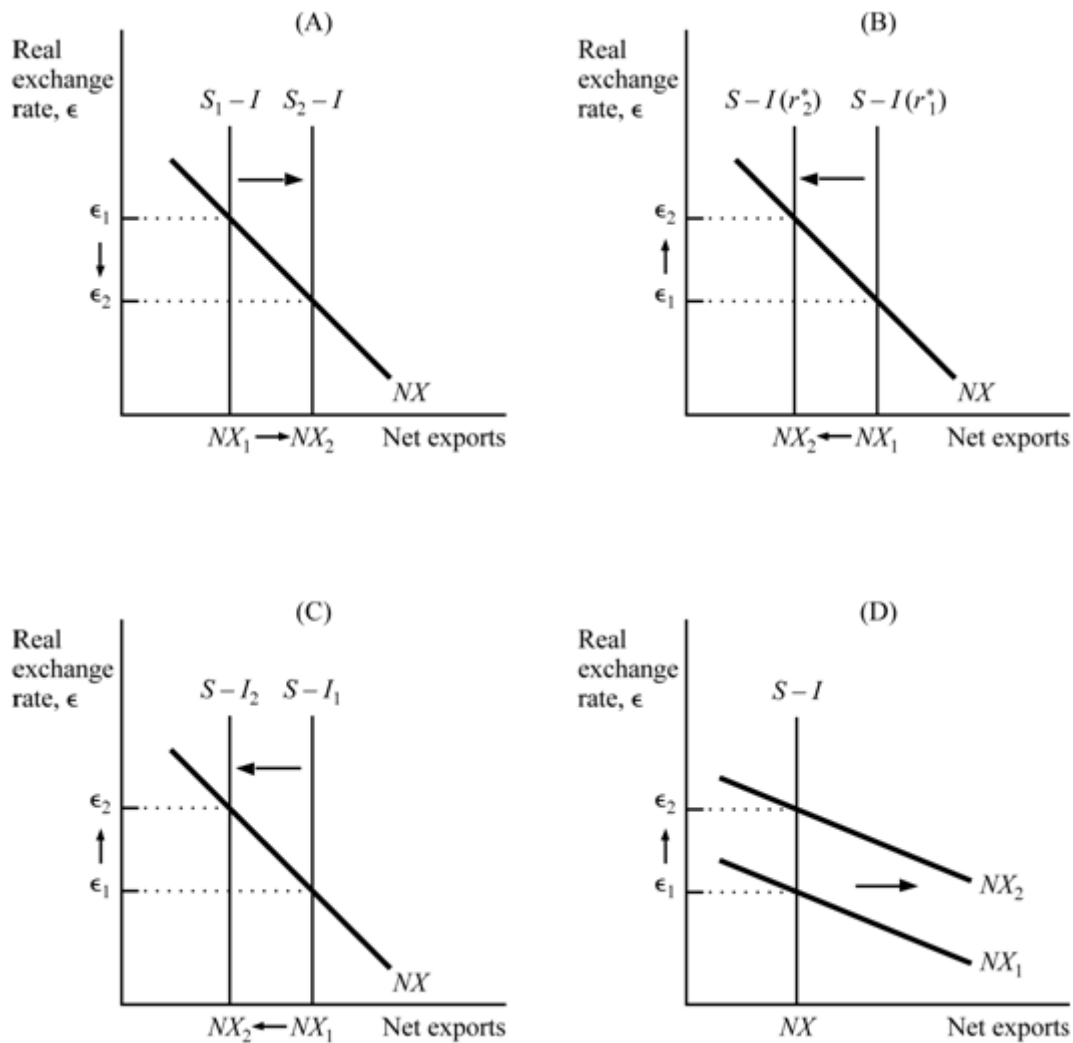 (A)
Real
exchange
rate, ϵ
S₁ – I
S₂ – I
ϵ₁
ϵ₂
NX
NX₁
NX₂
Net exports
(B)
Real
exchange
rate, ϵ
S – I (r₂*)
S – I (r₁*)
ϵ₂
ϵ₁
NX
NX₂
NX₁
Net exports
(C)
Real
exchange
rate, ϵ
S – I₂
S – I₁
ϵ₂
ϵ₁
NX
NX₂
NX₁
Net exports
(D)
Real
exchange
rate, ϵ
S – I
ϵ₂
ϵ₁
NX₂
NX₁
NX
Net exports